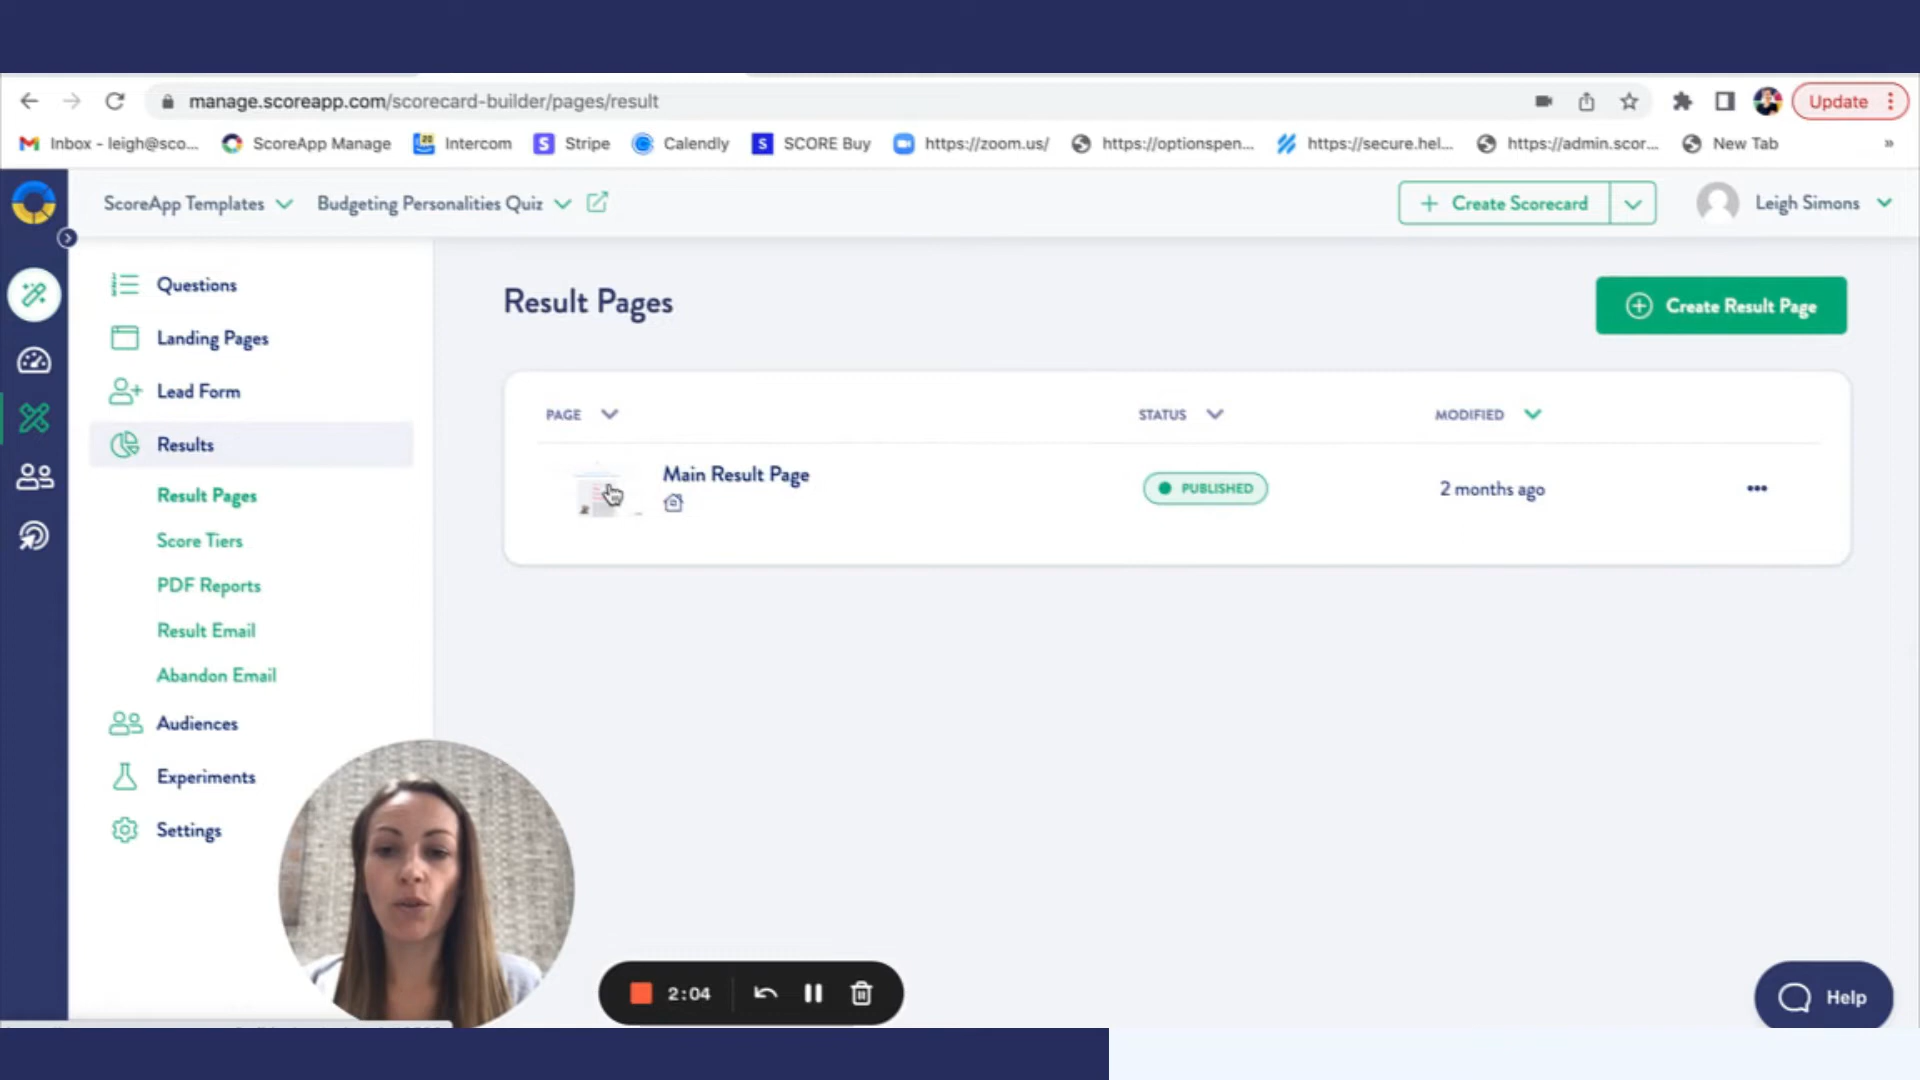 manage.scoreapp.com/scorecard-builder/pages/result
Update
Inbox - leigh@sco...
ScoreApp Manage
20
Intercom
S
Stripe
Calendly
S
SCORE Buy
https://zoom.us/
https://optionspen...
https://secure.hel...
https://admin.scor...
New Tab
»
ScoreApp Templates
Budgeting Personalities Quiz
+ Create Scorecard
Leigh Simons
Questions
Landing Pages
Lead Form
Results
Result Pages
Score Tiers
PDF Reports
Result Email
Abandon Email
Audiences
Experiments
Settings
Result Pages
Create Result Page
PAGE
STATUS
MODIFIED
Main Result Page
PUBLISHED
2 months ago
2:04
Help